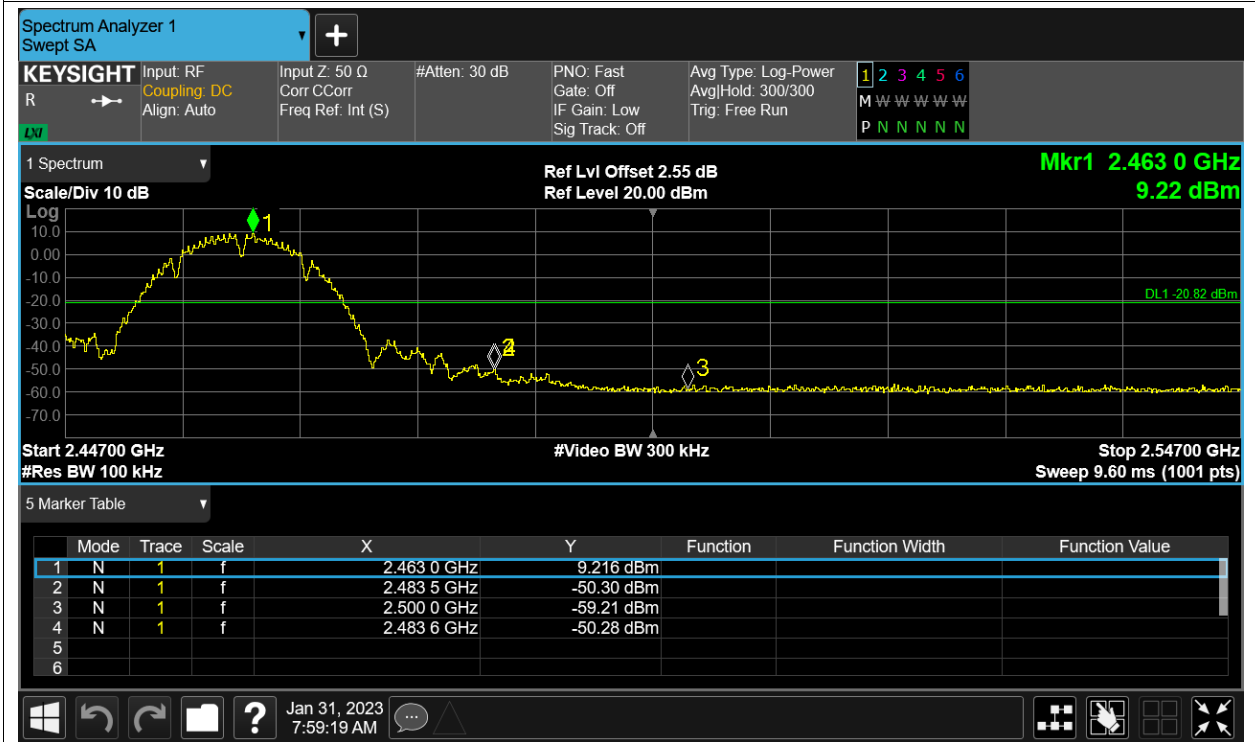 Spectrum Analyzer 1
Swept SA
+
KEYSIGHT Input: RF Input Z: 50 Ω #Atten: 30 dB PNO: Fast Avg Type: Log-Power 1 2 3 4 5 6
R Coupling: DC Corr CCorr Gate: Off Avg|Hold: 300/300 M W W W W W
Align: Auto Freq Ref: Int (S) IF Gain: Low Trig: Free Run P N N N N N
LXI Sig Track: Off
1 Spectrum Ref Lvl Offset 2.55 dB Mkr1 2.463 0 GHz
Scale/Div 10 dB Ref Level 20.00 dBm 9.22 dBm
Log
1
10.0
0.00
-10.0
-20.0 DL1 -20.82 dBm
-30.0
-40.0 2 4
-50.0 3
-60.0
-70.0
Start 2.44700 GHz #Video BW 300 kHz Stop 2.54700 GHz
#Res BW 100 kHz Sweep 9.60 ms (1001 pts)
5 Marker Table
Mode Trace Scale X Y Function Function Width Function Value
1 N 1 f 2.463 0 GHz 9.216 dBm
2 N 1 f 2.483 5 GHz -50.30 dBm
3 N 1 f 2.500 0 GHz -59.21 dBm
4 N 1 f 2.483 6 GHz -50.28 dBm
5
6
? Jan 31, 2023
7:59:19 AM